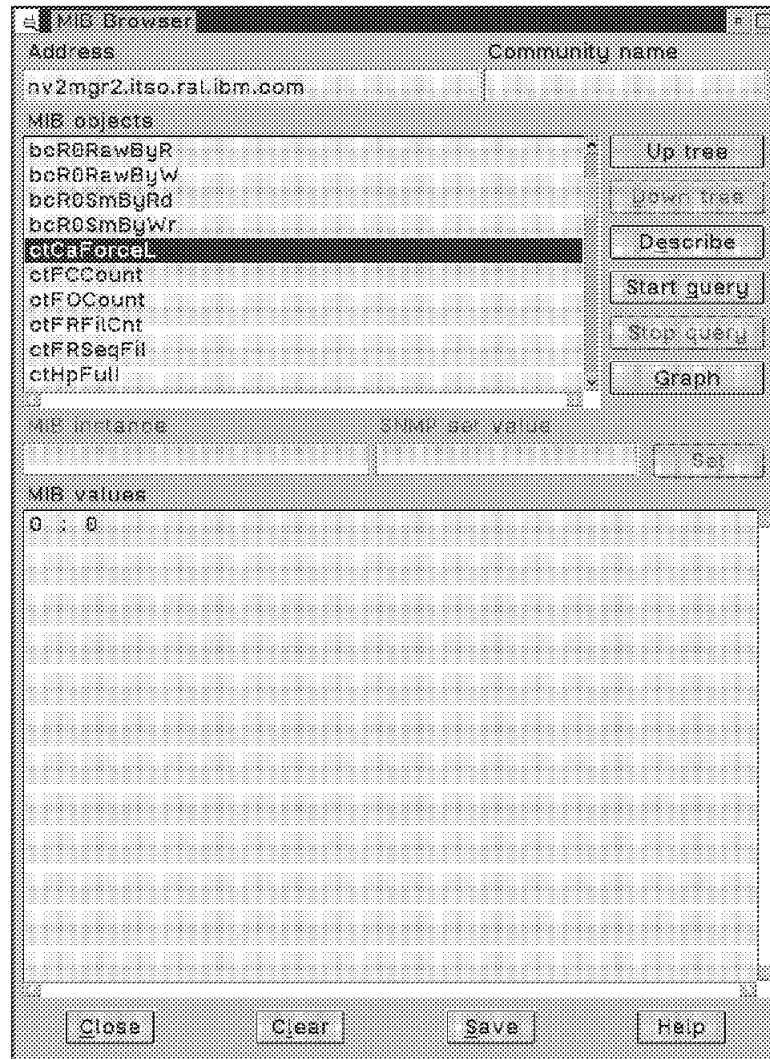 MIB Browser
Address Community name
nv2mgr2.itso.ral.ibm.com
MIB objects
bcR0RawByR
bcR0RawByW
bcR0SmByRd
bcR0SmByWr
ctCaForceL
ctFCCount
ctFOCount
ctFRFilCnt
ctFRSeqFil
ctHpFull
Up tree
Down tree
Describe
Start query
Stop query
Graph
MIB instance SNMP set value
Set
MIB values
0 : 0
Close Clear Save Help